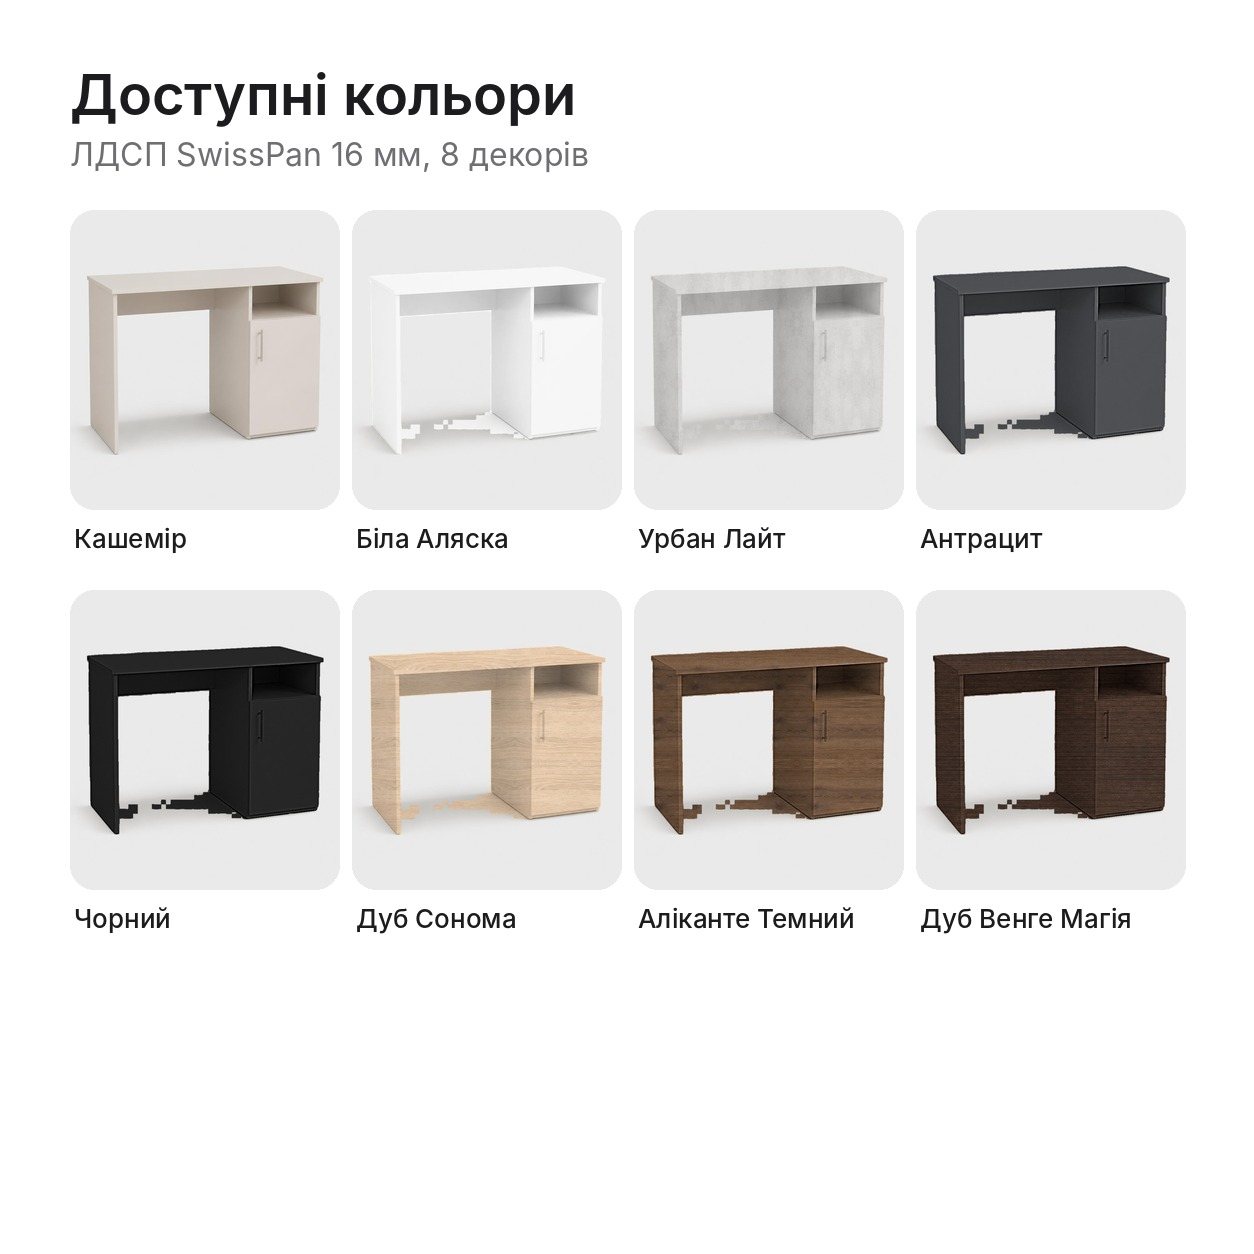 Доступні кольори
ЛДСП SwissPan 16 мм, 8 декорів
Кашемір
Біла Аляска
Урбан Лайт
Антрацит
Чорний
Дуб Сонома
Аліканте Темний
Дуб Венге Магія